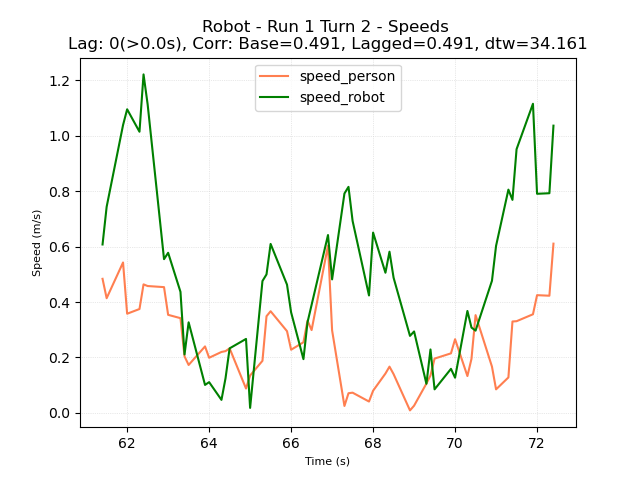 Robot - Run 1 Turn 2 - Speeds
Lag: 0(>0.0s), Corr: Base=0.491, Lagged=0.491, dtw=34.161
speed_person
speed_robot
Speed (m/s)
1.2
1.0
0.8
0.6
0.4
0.2
0.0
62 64 66 68 70 72
Time (s)